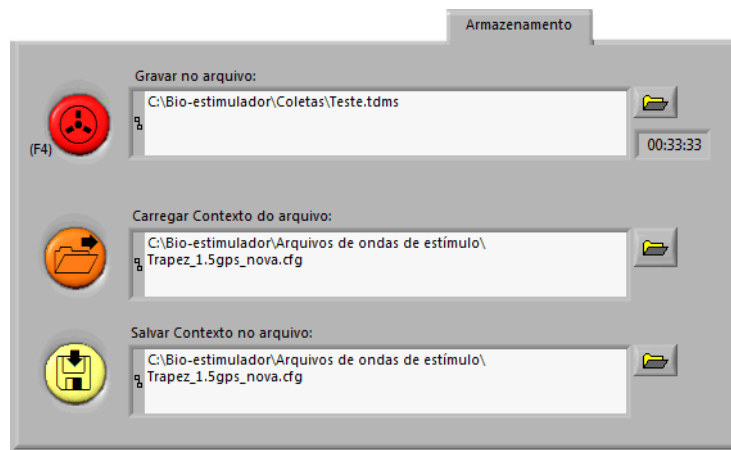 Armazenamento
Gravar no arquivo:
C:\Bio-estimulador\Coletas\Teste.tdms
(F4)
00:33:33
Carregar Contexto do arquivo:
C:\Bio-estimulador\Arquivos de ondas de estímulo\
Trapez_1.5gps_nova.cfg
Salvar Contexto no arquivo:
C:\Bio-estimulador\Arquivos de ondas de estímulo\
Trapez_1.5gps_nova.cfg